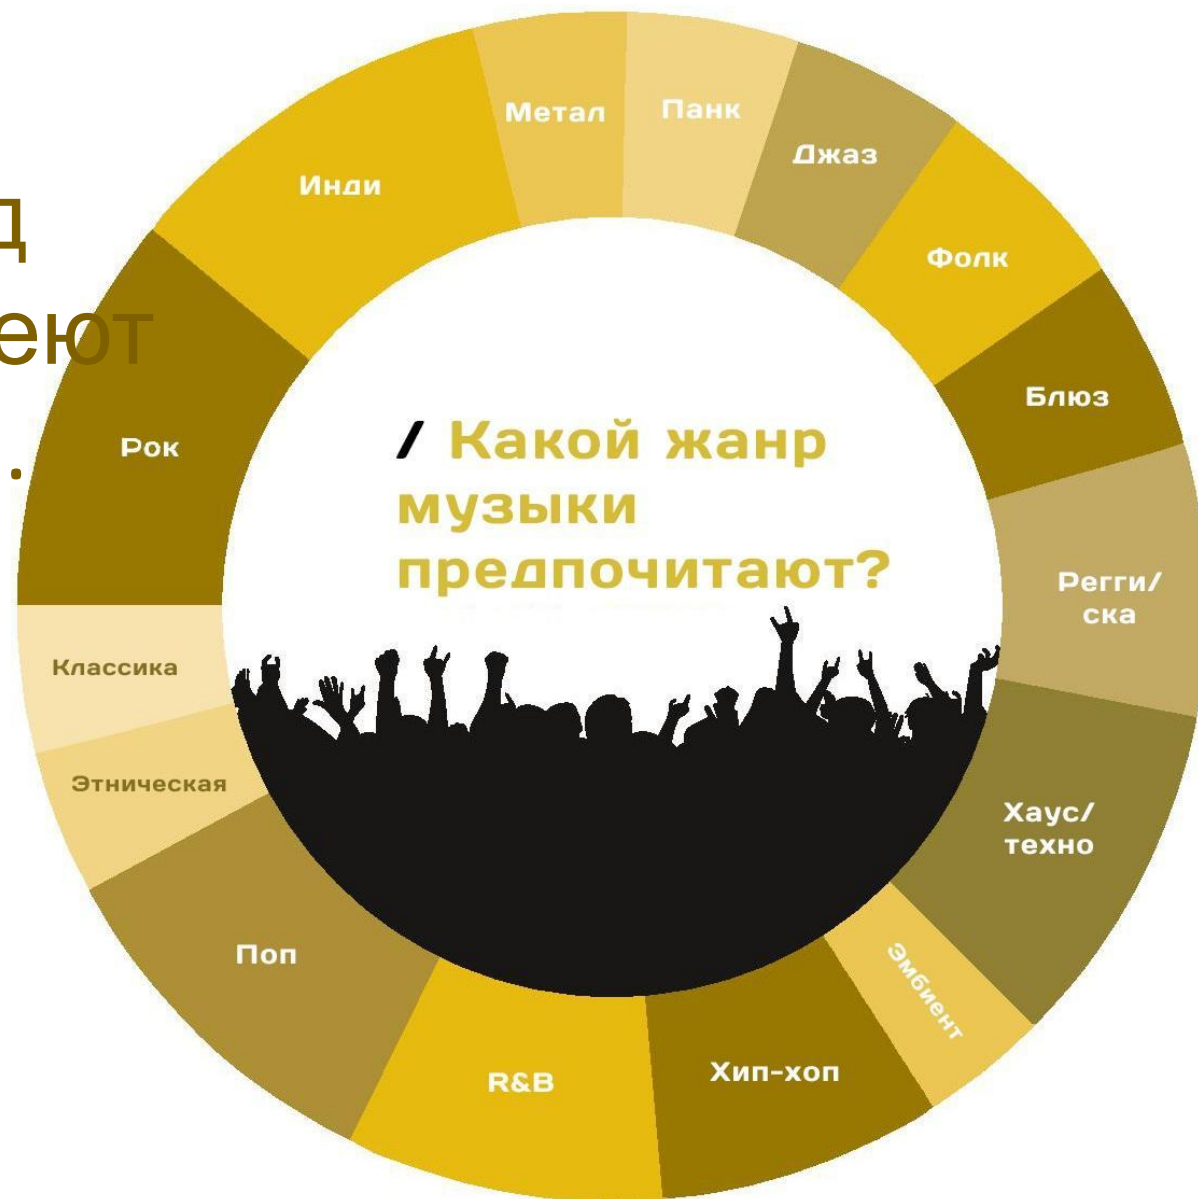 Метал
Панк
Джаз
Инди
Фолк
Блюз
Рок
/ Какой жанр
музыки
предпочитают?
Регги/
ска
Классика
Этническая
Хаус/
техно
Поп
Эмбиент
R&B
Хип-хоп